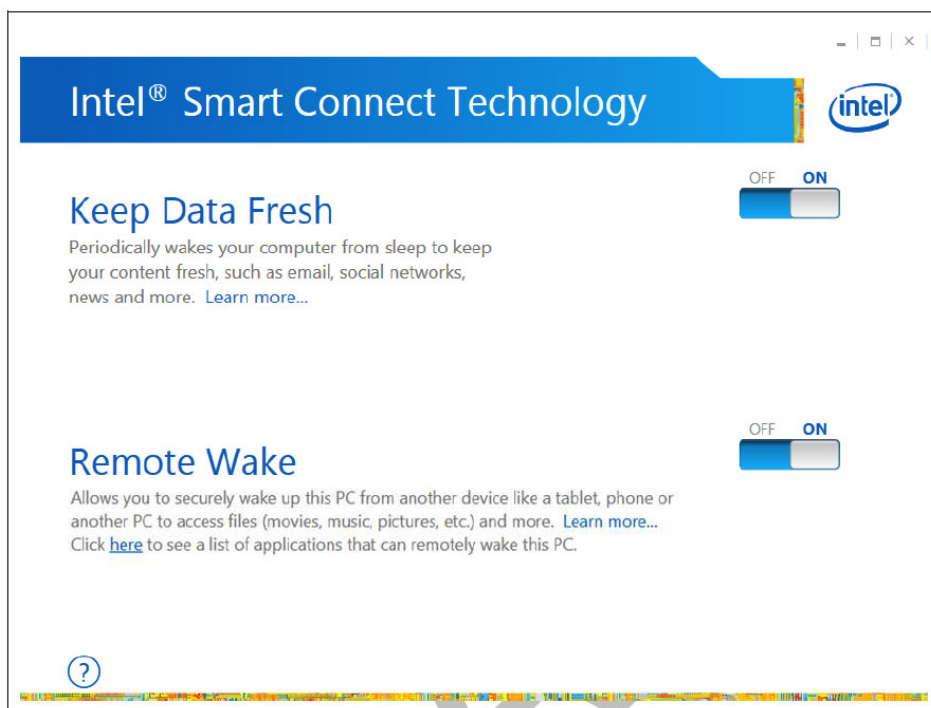 Intel® Smart Connect Technology
intel®
OFF ON
Keep Data Fresh
Periodically wakes your computer from sleep to keep
your content fresh, such as email, social networks,
news and more. Learn more...
OFF ON
Remote Wake
Allows you to securely wake up this PC from another device like a tablet, phone or
another PC to access files (movies, music, pictures, etc.) and more. Learn more...
Click here to see a list of applications that can remotely wake this PC.
?